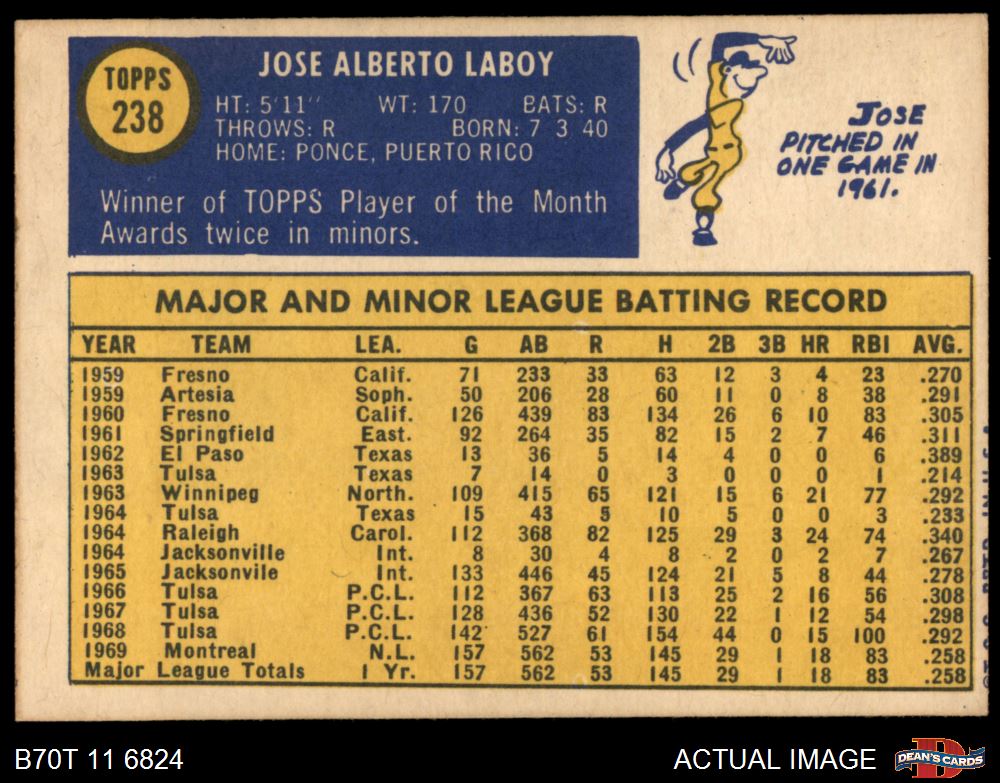 TOPPS
238
JOSE ALBERTO LABOY
HT: 5'11" WT: 170 BATS: R
THROWS: R BORN: 7 3 40
HOME: PONCE, PUERTO RICO
Winner of TOPPS Player of the Month
Awards twice in minors.
JOSE
PITCHED IN
ONE GAME IN
1961.
MAJOR AND MINOR LEAGUE BATTING RECORD
YEAR TEAM LEA. G AB R H 2B 3B HR RBI AVG.
1959 Fresno Calif. 71 233 33 63 12 3 4 23 .270
1959 Artesia Soph. 50 206 28 60 11 0 8 38 .291
1960 Fresno Calif. 126 439 83 134 26 6 10 83 .305
1961 Springfield East. 92 264 35 82 15 2 7 46 .311
1962 El Paso Texas 13 36 5 14 4 0 0 6 .389
1963 Tulsa Texas 7 14 0 3 0 0 0 1 .214
1963 Winnipeg North. 109 415 65 121 15 6 21 77 .292
1964 Tulsa Texas 15 43 5 10 5 0 0 3 .233
1964 Raleigh Carol. 112 368 82 125 29 3 24 74 .340
1964 Jacksonville Int. 8 30 4 8 2 0 2 7 .267
1965 Jacksonvile Int. 133 446 45 124 21 5 8 44 .278
1966 Tulsa P.C.L. 112 367 63 113 25 2 16 56 .308
1967 Tulsa P.C.L. 128 436 52 130 22 1 12 54 .298
1968 Tulsa P.C.L. 142 527 61 154 44 0 15 100 .292
1969 Montreal N.L. 157 562 53 145 29 1 18 83 .258
Major League Totals 1 Yr. 157 562 53 145 29 1 18 83 .258
B70T 11 6824
ACTUAL IMAGE
DEAN'S CARDS